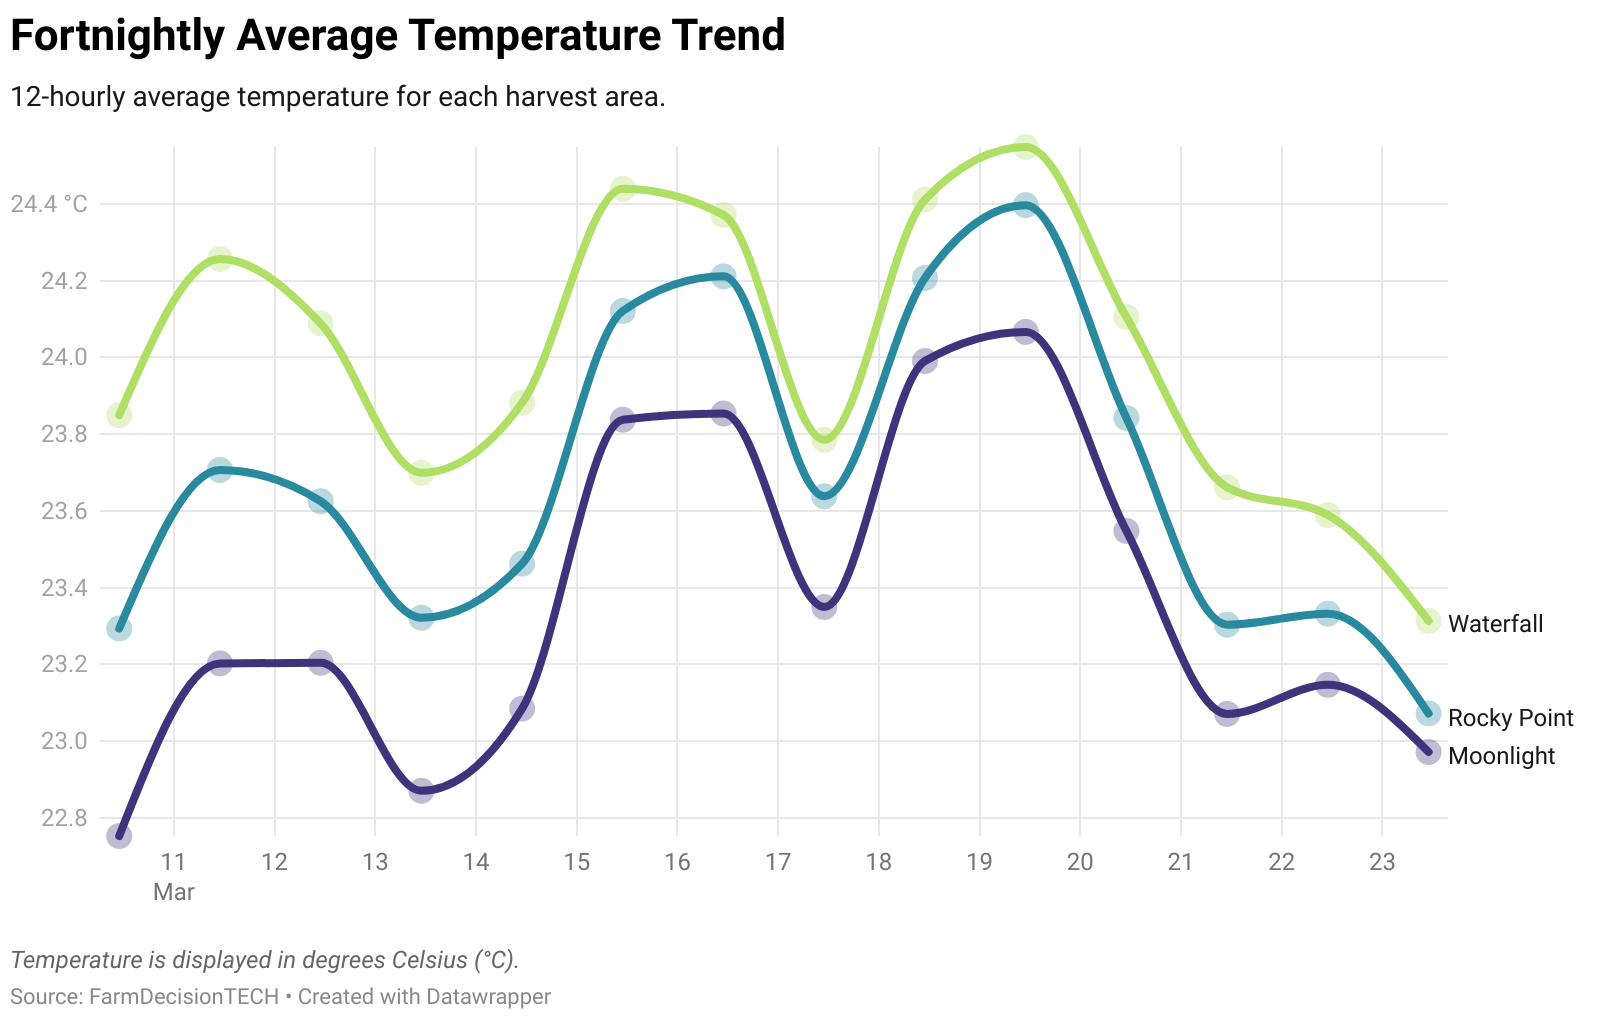 Fortnightly Average Temperature Trend
12-hourly average temperature for each harvest area.
24.4 °C
24.2
24.0
23.8
23.6
23.4
23.2
23.0
22.8
Waterfall
Rocky Point
Moonlight
11 12 13 14 15 16 17 18 19 20 21 22 23
Mar
Temperature is displayed in degrees Celsius (°C).
Source: FarmDecisionTECH • Created with Datawrapper